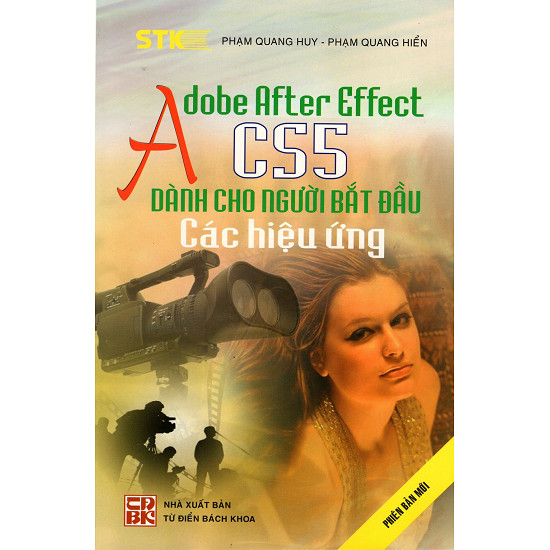 STK
PHẠM QUANG HUY - PHẠM QUANG HIỂN
Adobe After Effect
CS5
DÀNH CHO NGƯỜI BẮT ĐẦU
Các hiệu ứng
PHIÊN BẢN MỚI
NHÀ XUẤT BẢN
TỪ ĐIỂN BÁCH KHOA